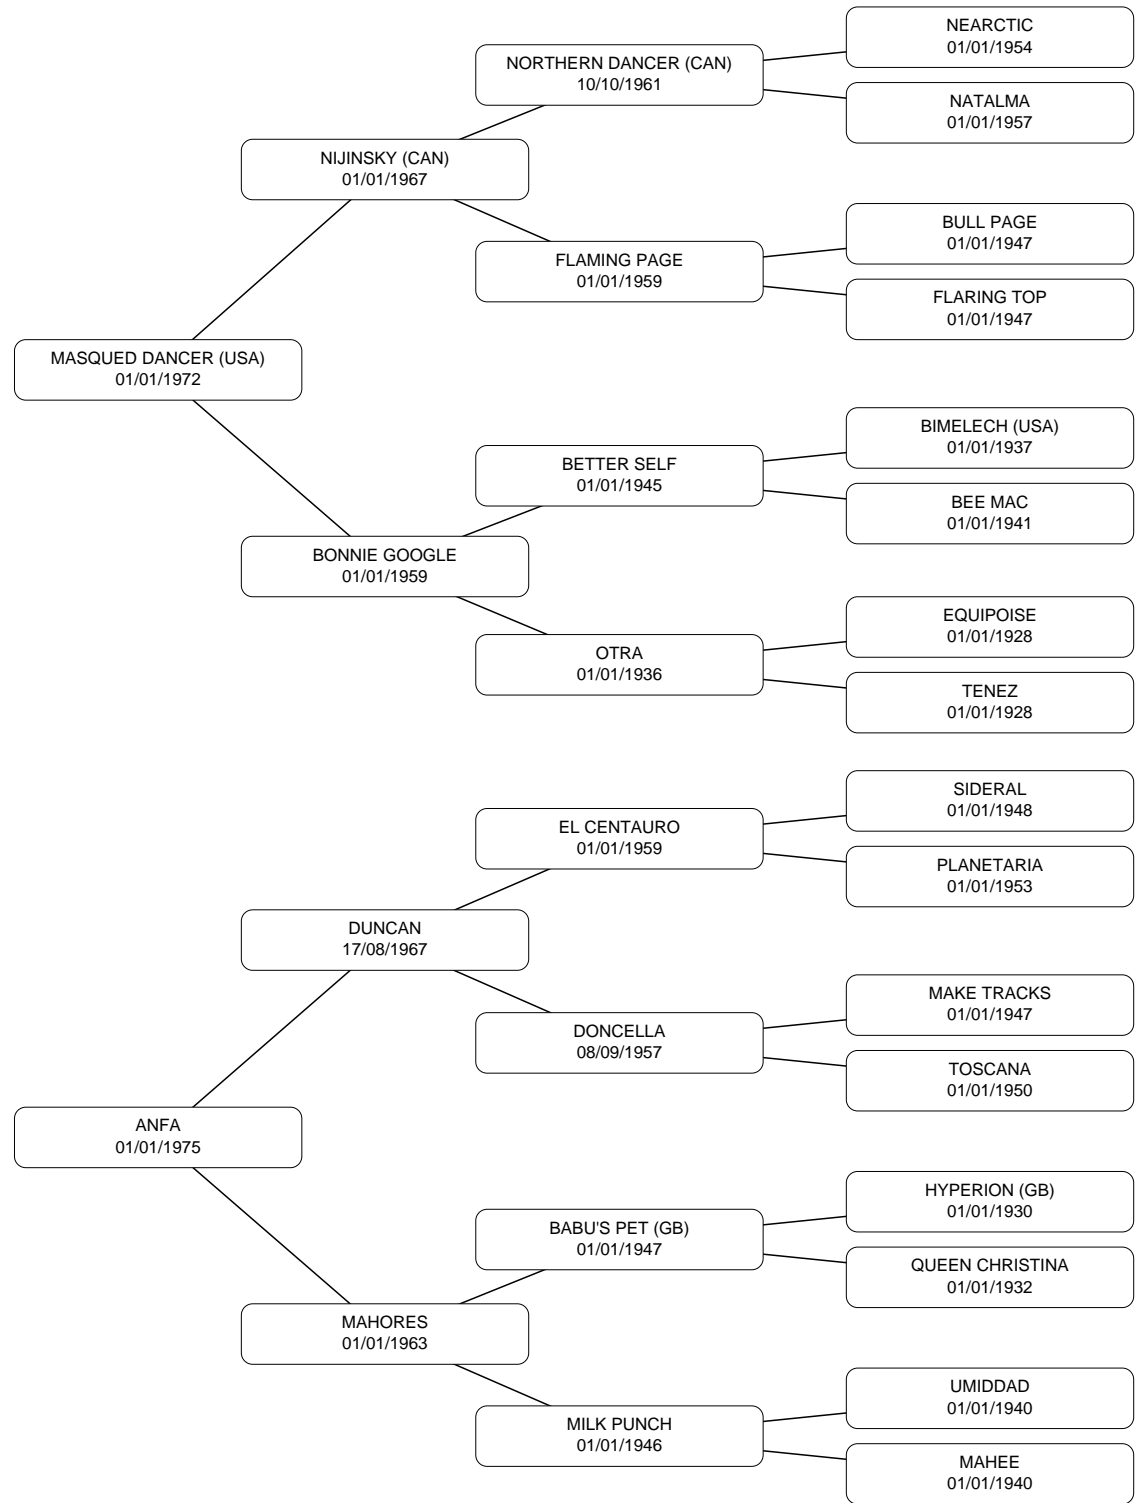 NEARCTIC
01/01/1954
NORTHERN DANCER (CAN)
10/10/1961
NATALMA
01/01/1957
NIJINSKY (CAN)
01/01/1967
BULL PAGE
01/01/1947
FLAMING PAGE
01/01/1959
FLARING TOP
01/01/1947
MASQUED DANCER (USA)
01/01/1972
BIMELECH (USA)
01/01/1937
BETTER SELF
01/01/1945
BEE MAC
01/01/1941
BONNIE GOOGLE
01/01/1959
EQUIPOISE
01/01/1928
OTRA
01/01/1936
TENEZ
01/01/1928
SIDERAL
01/01/1948
EL CENTAURO
01/01/1959
PLANETARIA
01/01/1953
DUNCAN
17/08/1967
MAKE TRACKS
01/01/1947
DONCELLA
08/09/1957
TOSCANA
01/01/1950
ANFA
01/01/1975
HYPERION (GB)
01/01/1930
BABU'S PET (GB)
01/01/1947
QUEEN CHRISTINA
01/01/1932
MAHORES
01/01/1963
UMIDDAD
01/01/1940
MILK PUNCH
01/01/1946
MAHEE
01/01/1940